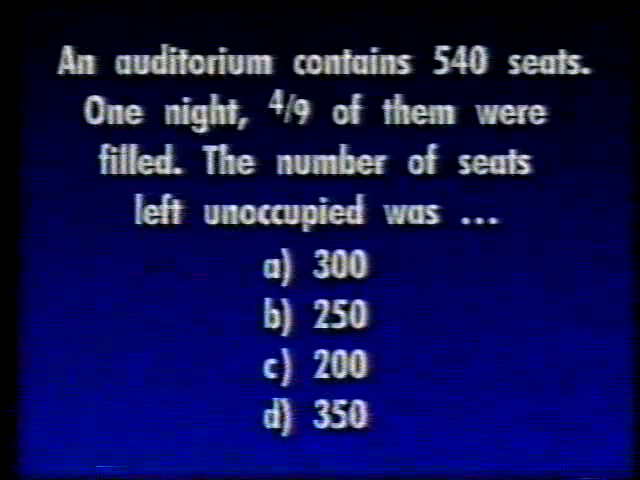 An auditorium contains 540 seats.
One night, 4/9 of them were
filled. The number of seats
left unoccupied was ...
a) 300
b) 250
c) 200
d) 350